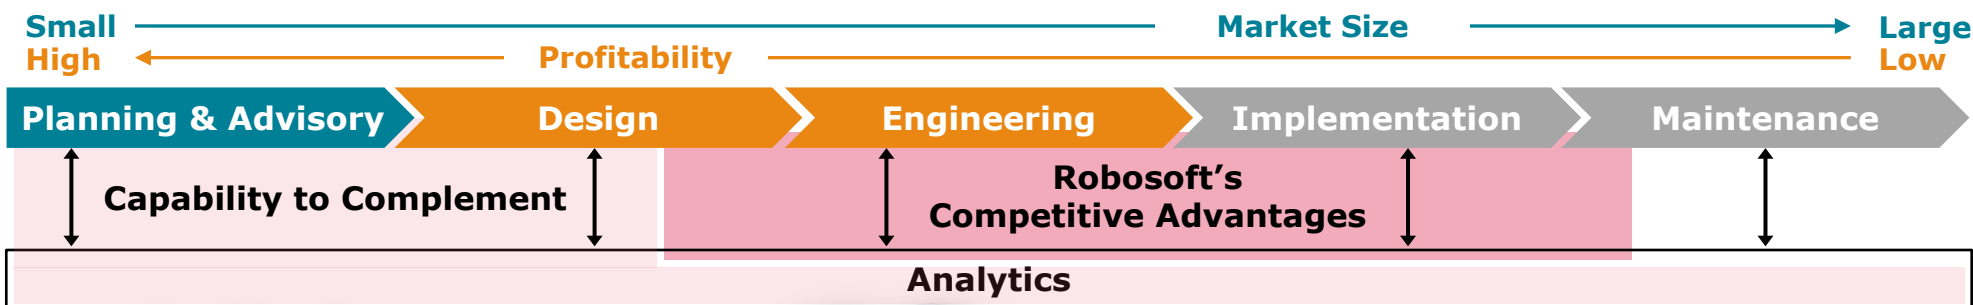 Small Market Size Large
High Profitability Low
Planning & Advisory Design Engineering Implementation Maintenance
Capability to Complement
Robosoft’s
Competitive Advantages
Analytics